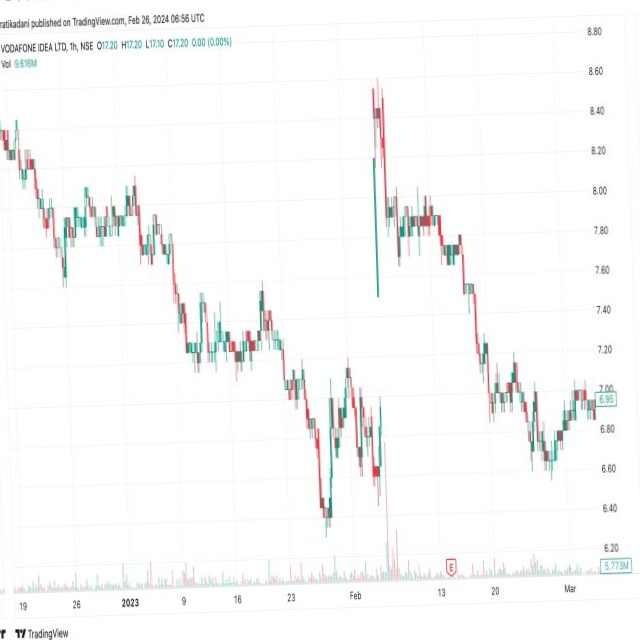 published on TradingView.com, Feb 26, 2024 06:56 UTC
VODAFONE IDEA LTD, 1h, NSE O17.20 H17.20 L17.10 C17.20 0.00 (0.00%)
Vol 9.616M
8.80
8.60
8.40
8.20
8.00
7.80
7.60
7.40
7.20
7.00
6.95
6.80
6.60
6.40
6.20
5.773M
E
19 26 2023 9 16 23 Feb 13 20 Mar
TradingView